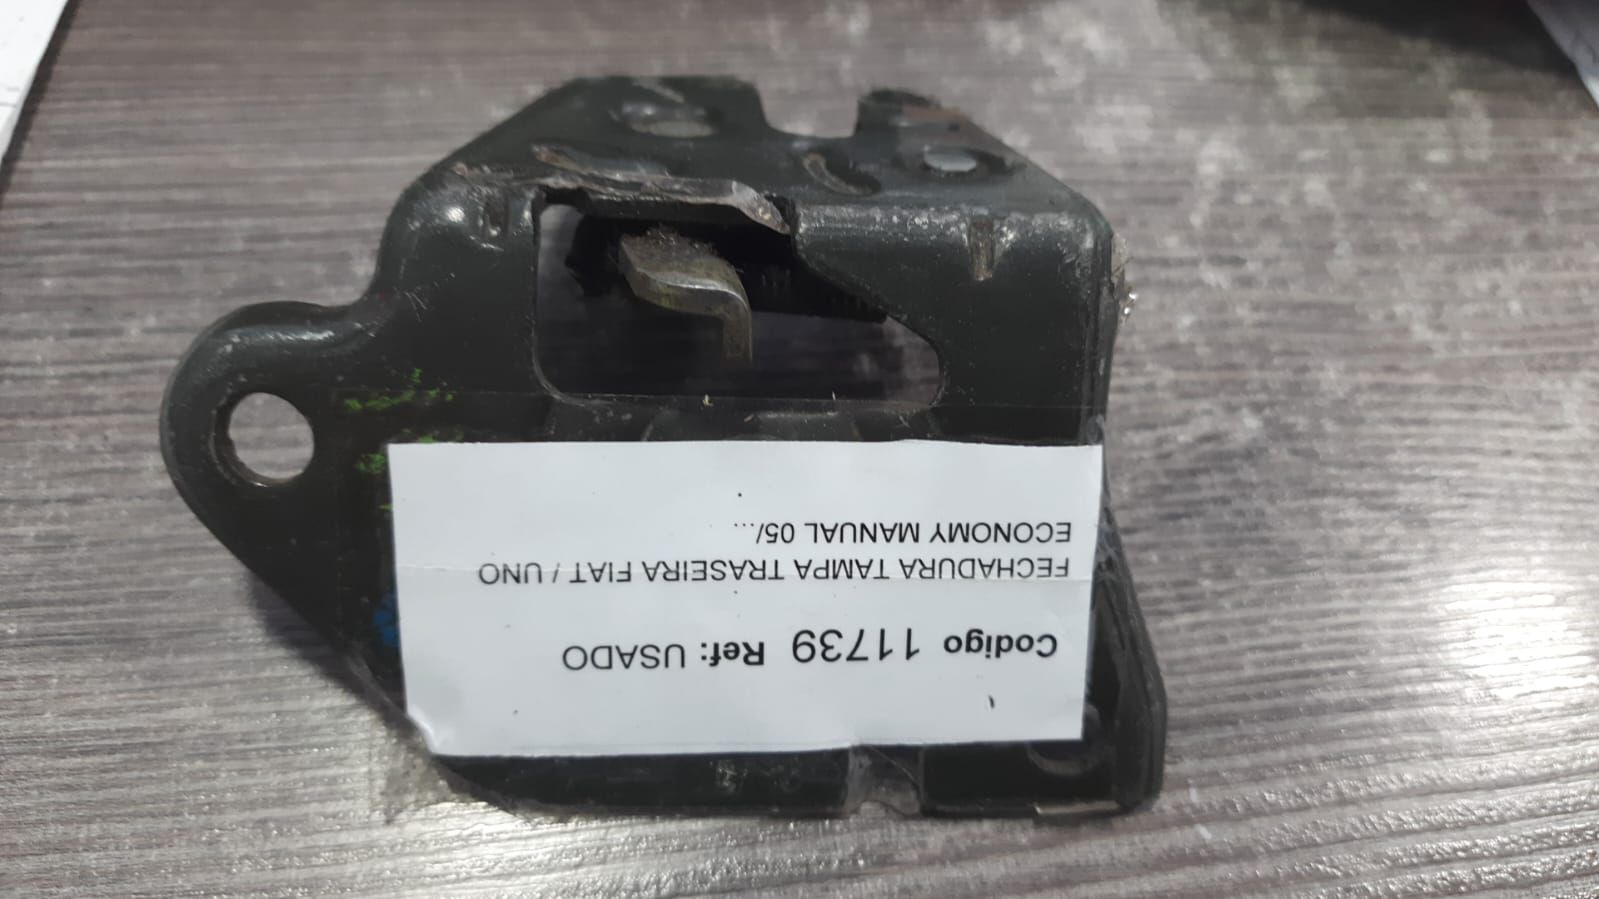 Codigo 11739 Ref: USADO
FECHADURA TAMPA TRASEIRA FIAT / UNO
ECONOMY MANUAL 05/...